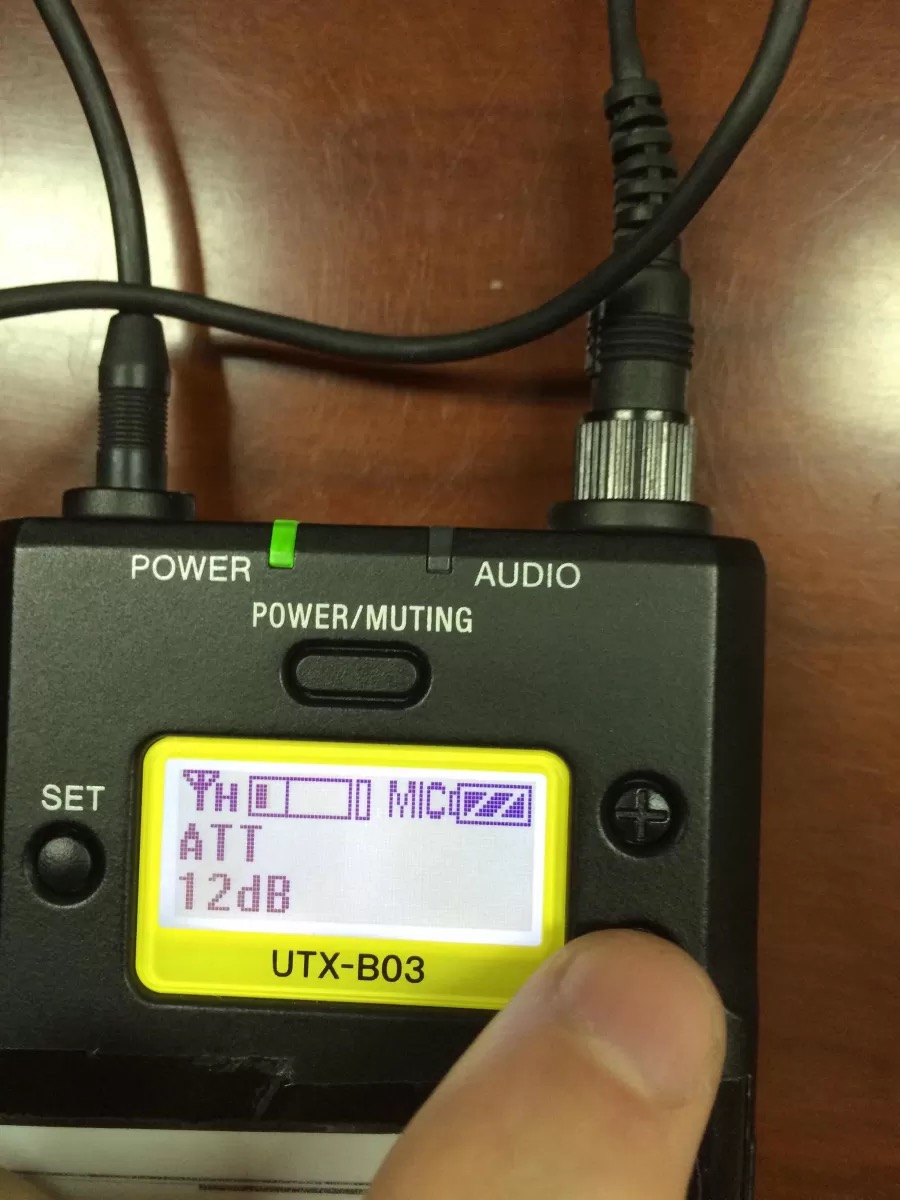 POWER AUDIO
POWER/MUTING
SET
H MIC
ATT
12dB
UTX-B03